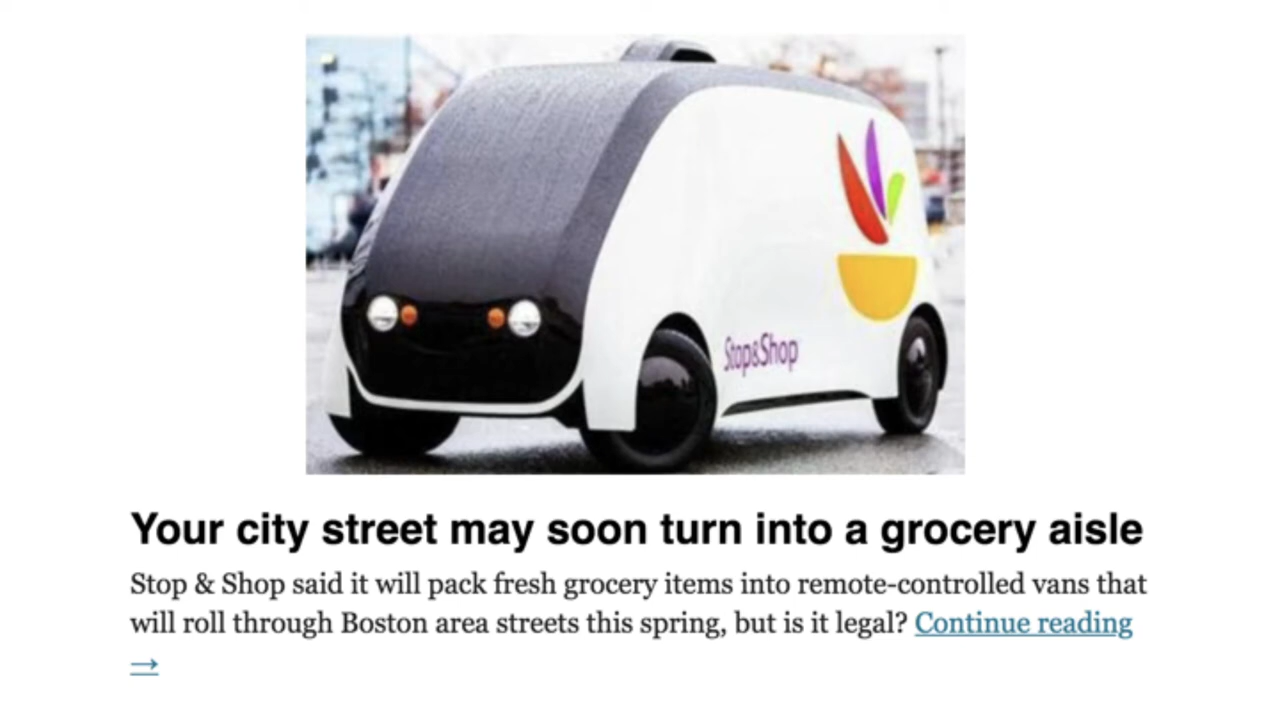 Stop&Shop
Your city street may soon turn into a grocery aisle
Stop & Shop said it will pack fresh grocery items into remote-controlled vans that
will roll through Boston area streets this spring, but is it legal? Continue reading
→